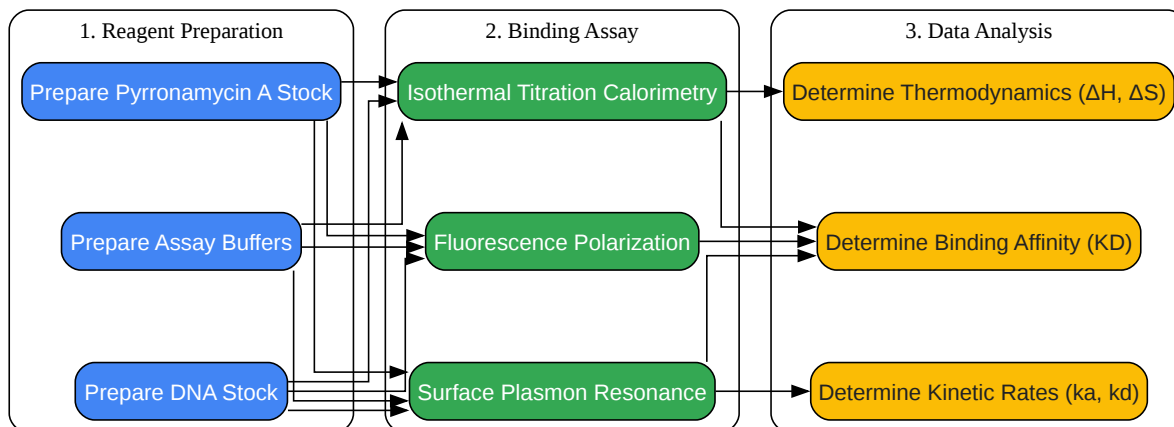 1. Reagent Preparation
Prepare Pyrronamycin A Stock
Prepare Assay Buffers
Prepare DNA Stock
2. Binding Assay
Isothermal Titration Calorimetry
Fluorescence Polarization
Surface Plasmon Resonance
3. Data Analysis
Determine Thermodynamics (ΔH, ΔS)
Determine Binding Affinity (KD)
Determine Kinetic Rates (ka, kd)